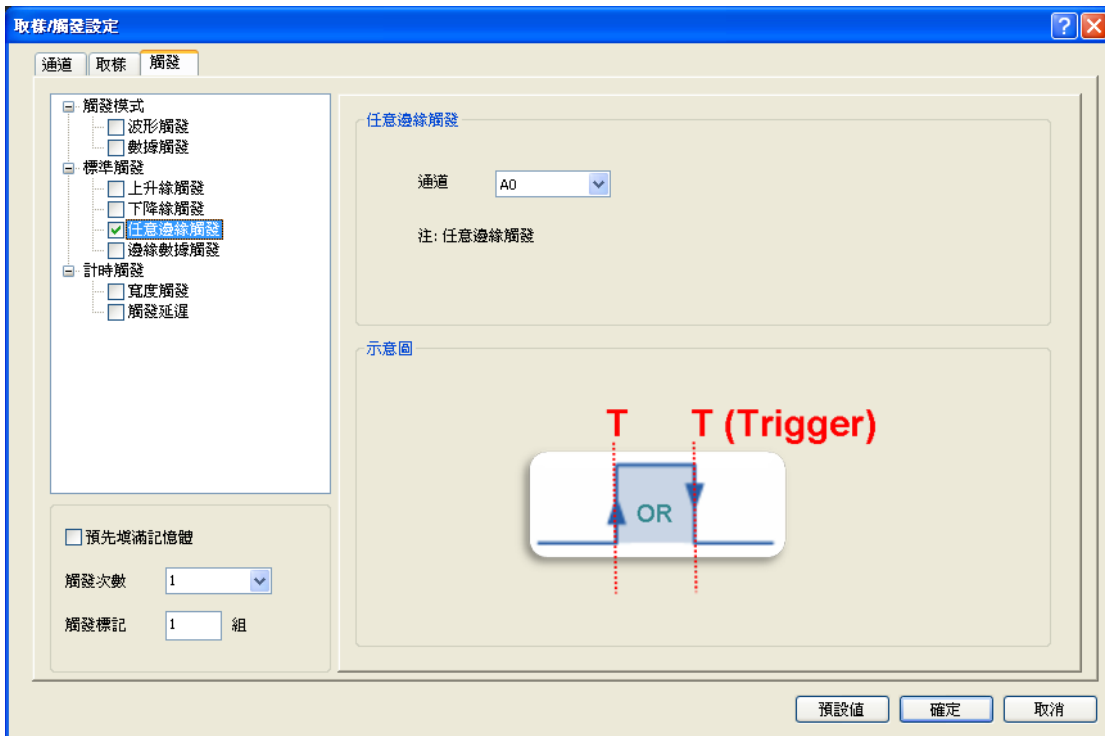 取樣/觸發設定
通道 取樣 觸發
觸發模式
波形觸發
數據觸發
標準觸發
上升緣觸發
下降緣觸發
任意邊緣觸發
邊緣數據觸發
計時觸發
寬度觸發
觸發延遲
預先填滿記憶體
觸發次數 1
觸發標記 1 組
任意邊緣觸發
通道 A0
注: 任意邊緣觸發
示意圖
T T (Trigger)
OR
預設値 確定 取消